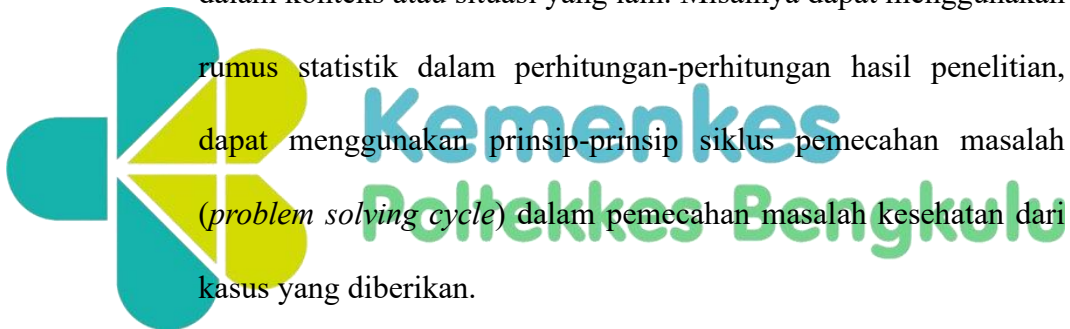 dalam konteks atau situasi yang lain. Misalnya dapat menggunakan
rumus statistik dalam perhitungan-perhitungan hasil penelitian,
dapat menggunakan prinsip-prinsip siklus pemecahan masalah
(problem solving cycle) dalam pemecahan masalah kesehatan dari
kasus yang diberikan.
Kemenkes
Poltekkes Bengkulu